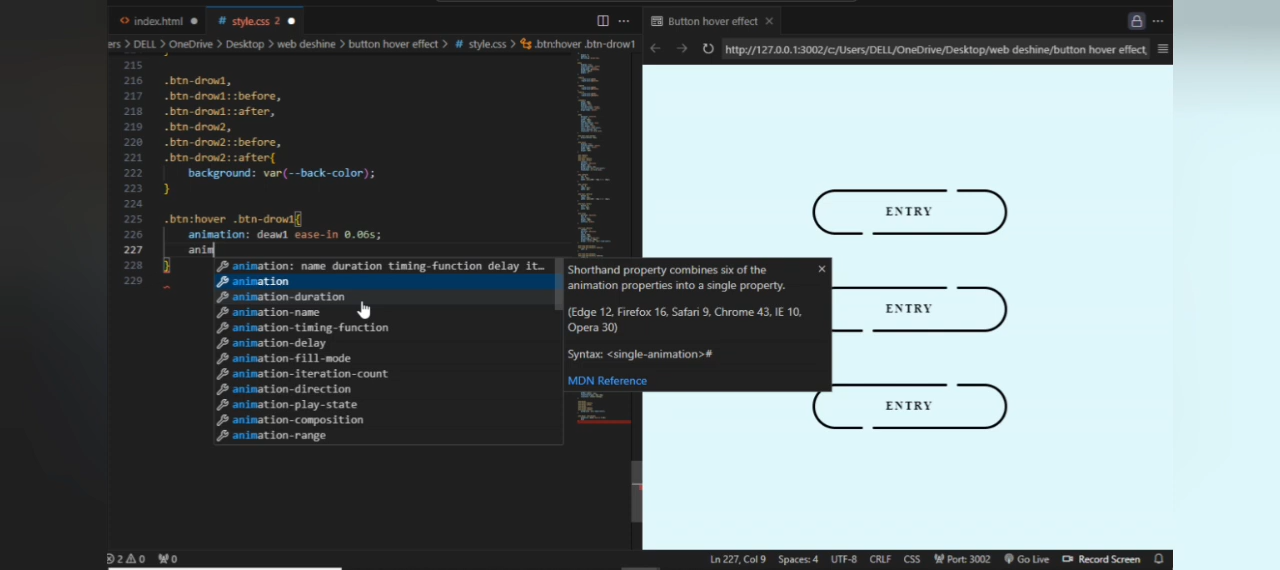 index.html
# style.css 2
Button hover effect
ers > DELL > OneDrive > Desktop > web deshine > button hover effect > # style.css > .btn:hover .btn-drow1
http://127.0.0.1:3002/c:/Users/DELL/OneDrive/Desktop/web deshine/button hover effect,
215
216 .btn-drow1,
217 .btn-drow1::before,
218 .btn-drow1::after,
219 .btn-drow2,
220 .btn-drow2::before,
221 .btn-drow2::after{
222 background: var(--back-color);
223 }
224
225 .btn:hover .btn-drow1{
226 animation: deaw1 ease-in 0.06s;
227 anim
228 }
229
animation: name duration timing-function delay it…
animation
animation-duration
animation-name
animation-timing-function
animation-delay
animation-fill-mode
animation-iteration-count
animation-direction
animation-play-state
animation-composition
animation-range
Shorthand property combines six of the
animation properties into a single property.
(Edge 12, Firefox 16, Safari 9, Chrome 43, IE 10,
Opera 30)
Syntax: <single-animation>#
MDN Reference
ENTRY
ENTRY
ENTRY
2 0 0
Ln 227, Col 9 Spaces: 4 UTF-8 CRLF CSS Port: 3002 Go Live Record Screen